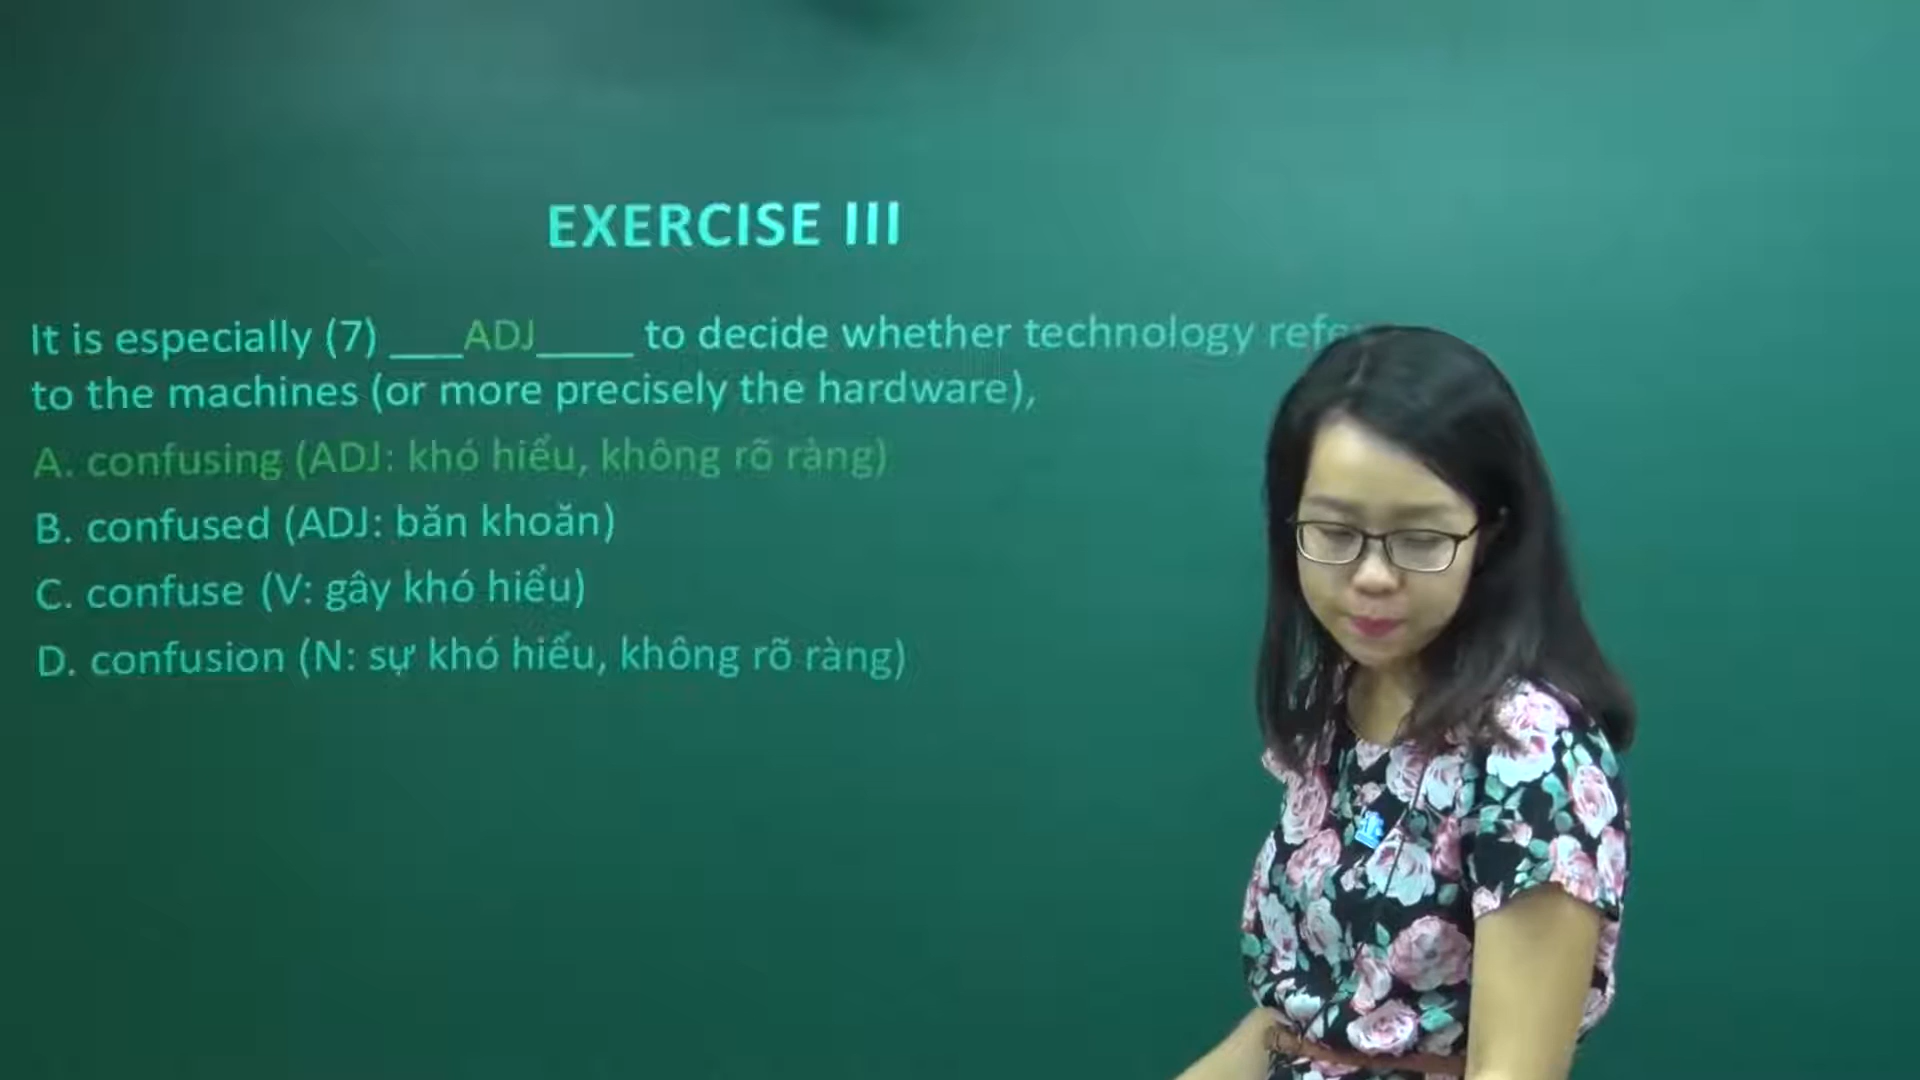 EXERCISE III
It is especially (7) ___ADJ____ to decide whether technology
to the machines (or more precisely the hardware),
A. confusing (ADJ: khó hiểu, không rõ ràng)
B. confused (ADJ: băn khoăn)
C. confuse (V: gây khó hiểu)
D. confusion (N: sự khó hiểu, không rõ ràng)